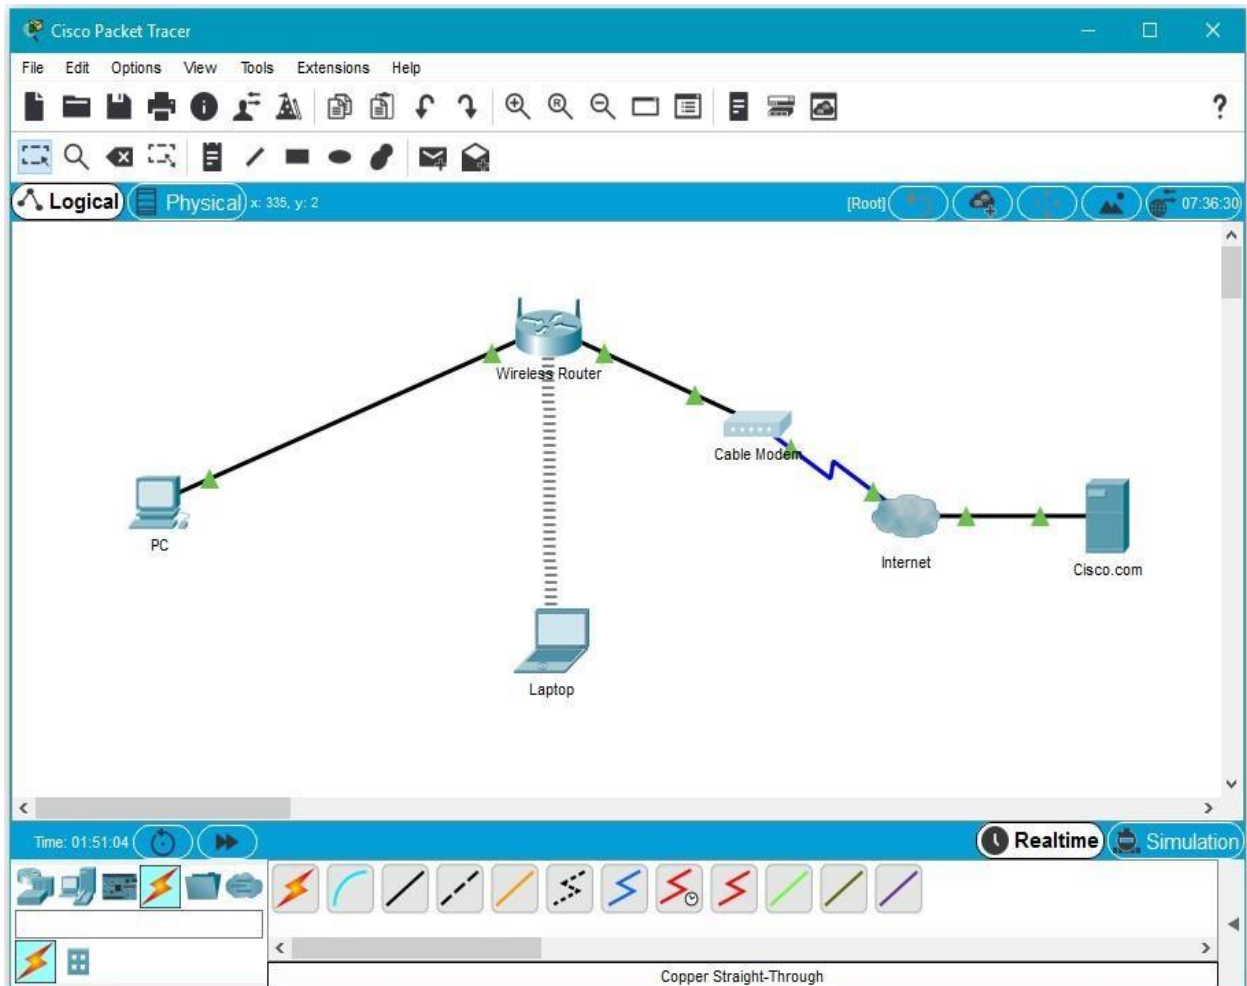 Cisco Packet Tracer
File Edit Options View Tools Extensions Help
Logical Physical x: 335, y: 2 [Root] 07:36:30
Wireless Router
Cable Modem
PC
Internet
Cisco.com
Laptop
Time: 01:51:04 Realtime Simulation
Copper Straight-Through